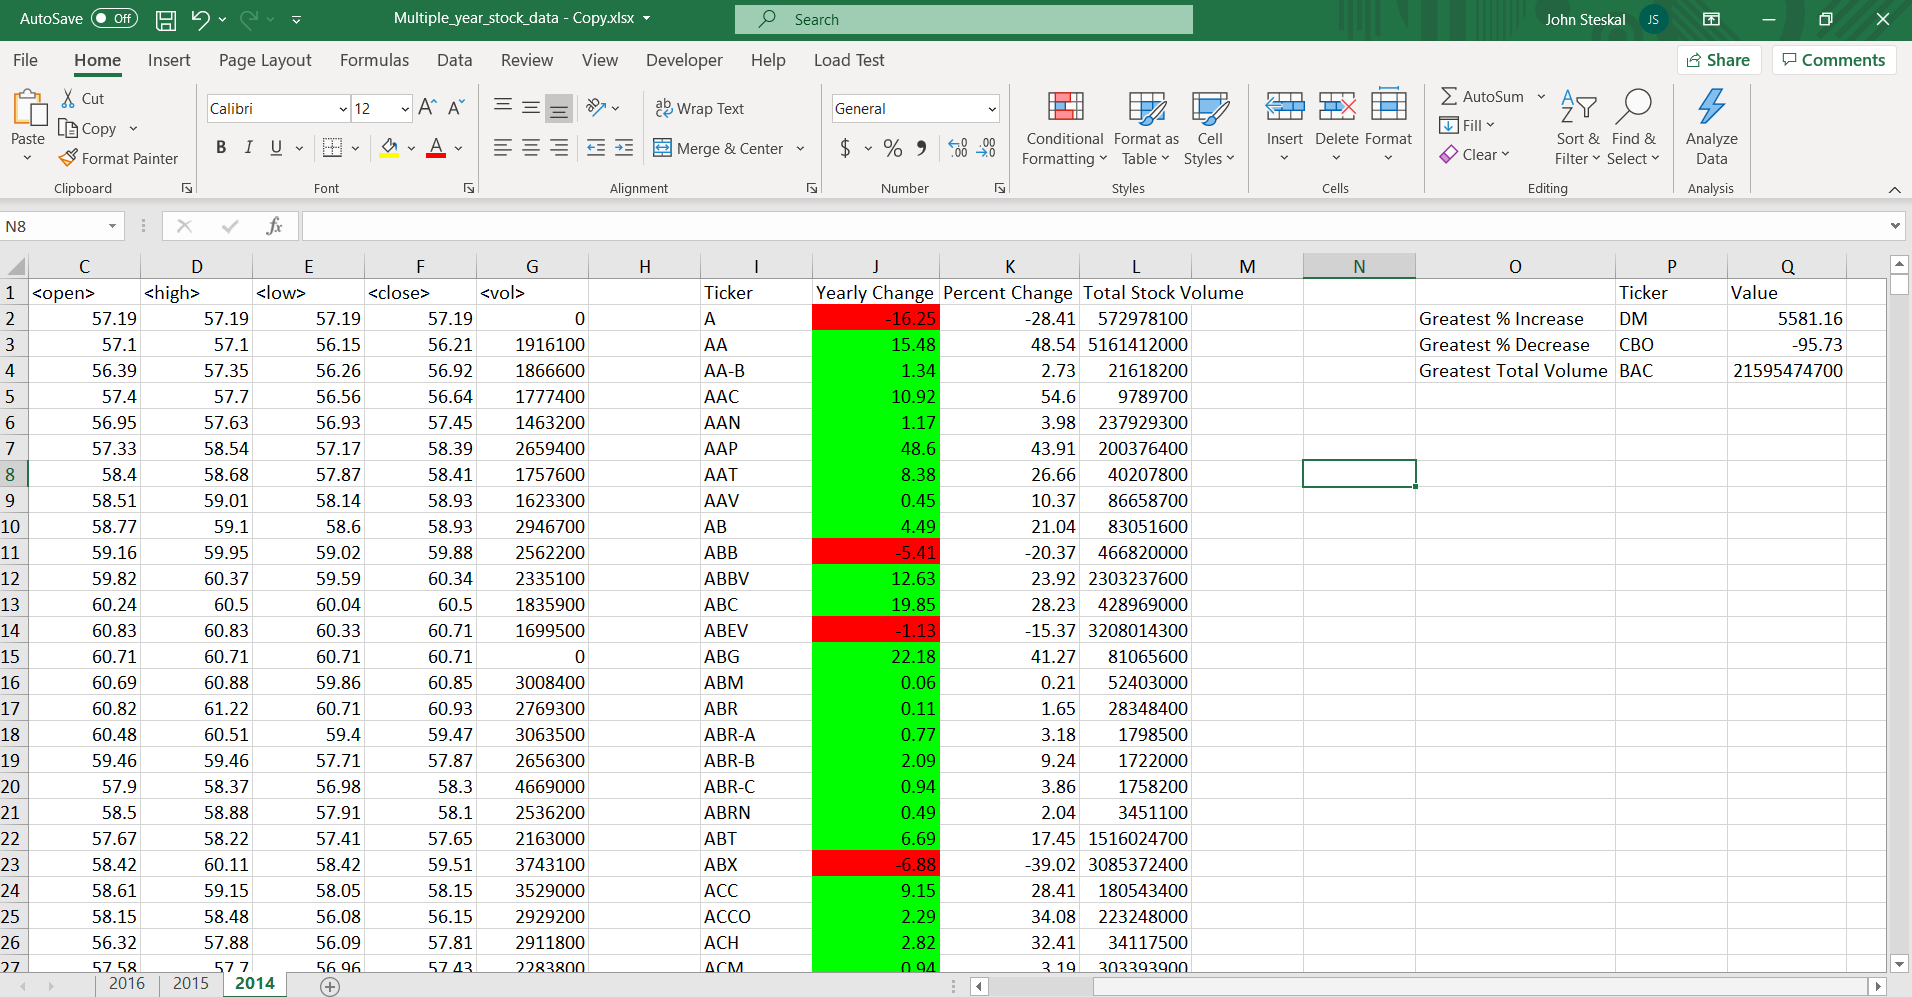 AutoSave Off Multiple_year_stock_data - Copy.xlsx Search John Steskal JS
File Home Insert Page Layout Formulas Data Review View Developer Help Load Test Share Comments
Paste
Cut
Copy
Format Painter
Clipboard
Calibri 12
B I U
Font
Wrap Text
Merge & Center
Alignment
General
$ % 9 .00 .00
Number
Conditional Formatting
Format as Table
Cell Styles
Styles
Insert Delete Format
Cells
AutoSum
Fill
Clear
Sort & Filter
Find & Select
Editing
Analyze Data
Analysis
N8 fx
C D E F G H I J K L M N O P Q
1 <open> <high> <low> <close> <vol> Ticker Yearly Change Percent Change Total Stock Volume Ticker Value
2 57.19 57.19 57.19 57.19 0 A -16.25 -28.41 572978100 Greatest % Increase DM 5581.16
3 57.1 57.1 56.15 56.21 1916100 AA 15.48 48.54 5161412000 Greatest % Decrease CBO -95.73
4 56.39 57.35 56.26 56.92 1866600 AA-B 1.34 2.73 21618200 Greatest Total Volume BAC 21595474700
5 57.4 57.7 56.56 56.64 1777400 AAC 10.92 54.6 9789700
6 56.95 57.63 56.93 57.45 1463200 AAN 1.17 3.98 237929300
7 57.33 58.54 57.17 58.39 2659400 AAP 48.6 43.91 200376400
8 58.4 58.68 57.87 58.41 1757600 AAT 8.38 26.66 40207800
9 58.51 59.01 58.14 58.93 1623300 AAV 0.45 10.37 86658700
10 58.77 59.1 58.6 58.93 2946700 AB 4.49 21.04 83051600
11 59.16 59.95 59.02 59.88 2562200 ABB -5.41 -20.37 466820000
12 59.82 60.37 59.59 60.34 2335100 ABBV 12.63 23.92 2303237600
13 60.24 60.5 60.04 60.5 1835900 ABC 19.85 28.23 428969000
14 60.83 60.83 60.33 60.71 1699500 ABEV -1.13 -15.37 3208014300
15 60.71 60.71 60.71 60.71 0 ABG 22.18 41.27 81065600
16 60.69 60.88 59.86 60.85 3008400 ABM 0.06 0.21 52403000
17 60.82 61.22 60.71 60.93 2769300 ABR 0.11 1.65 28348400
18 60.48 60.51 59.4 59.47 3063500 ABR-A 0.77 3.18 1798500
19 59.46 59.46 57.71 57.87 2656300 ABR-B 2.09 9.24 1722000
20 57.9 58.37 56.98 58.3 4669000 ABR-C 0.94 3.86 1758200
21 58.5 58.88 57.91 58.1 2536200 ABRN 0.49 2.04 3451100
22 57.67 58.22 57.41 57.65 2163000 ABT 6.69 17.45 1516024700
23 58.42 60.11 58.42 59.51 3743100 ABX -6.88 -39.02 3085372400
24 58.61 59.15 58.05 58.15 3529000 ACC 9.15 28.41 180543400
25 58.15 58.48 56.08 56.15 2929200 ACCO 2.29 34.08 223248000
26 56.32 57.88 56.09 57.81 2911800 ACH 2.82 32.41 34117500
27 57.58 57.7 56.96 57.43 2283800 ACM 0.94 3.19 303393900
2016 2015 2014